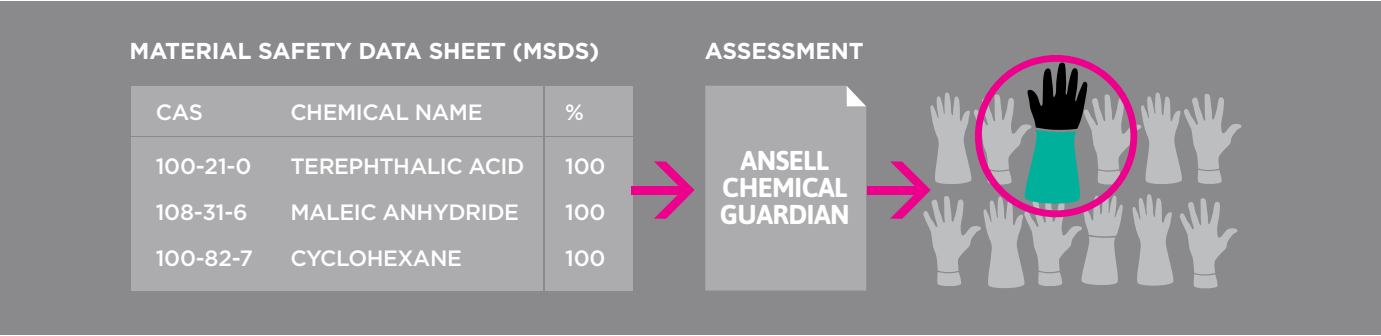 MATERIAL SAFETY DATA SHEET (MSDS)
CAS CHEMICAL NAME %
100-21-0 TEREPHTHALIC ACID 100
108-31-6 MALEIC ANHYDRIDE 100
100-82-7 CYCLOHEXANE 100
ASSESSMENT
ANSELL
CHEMICAL
GUARDIAN